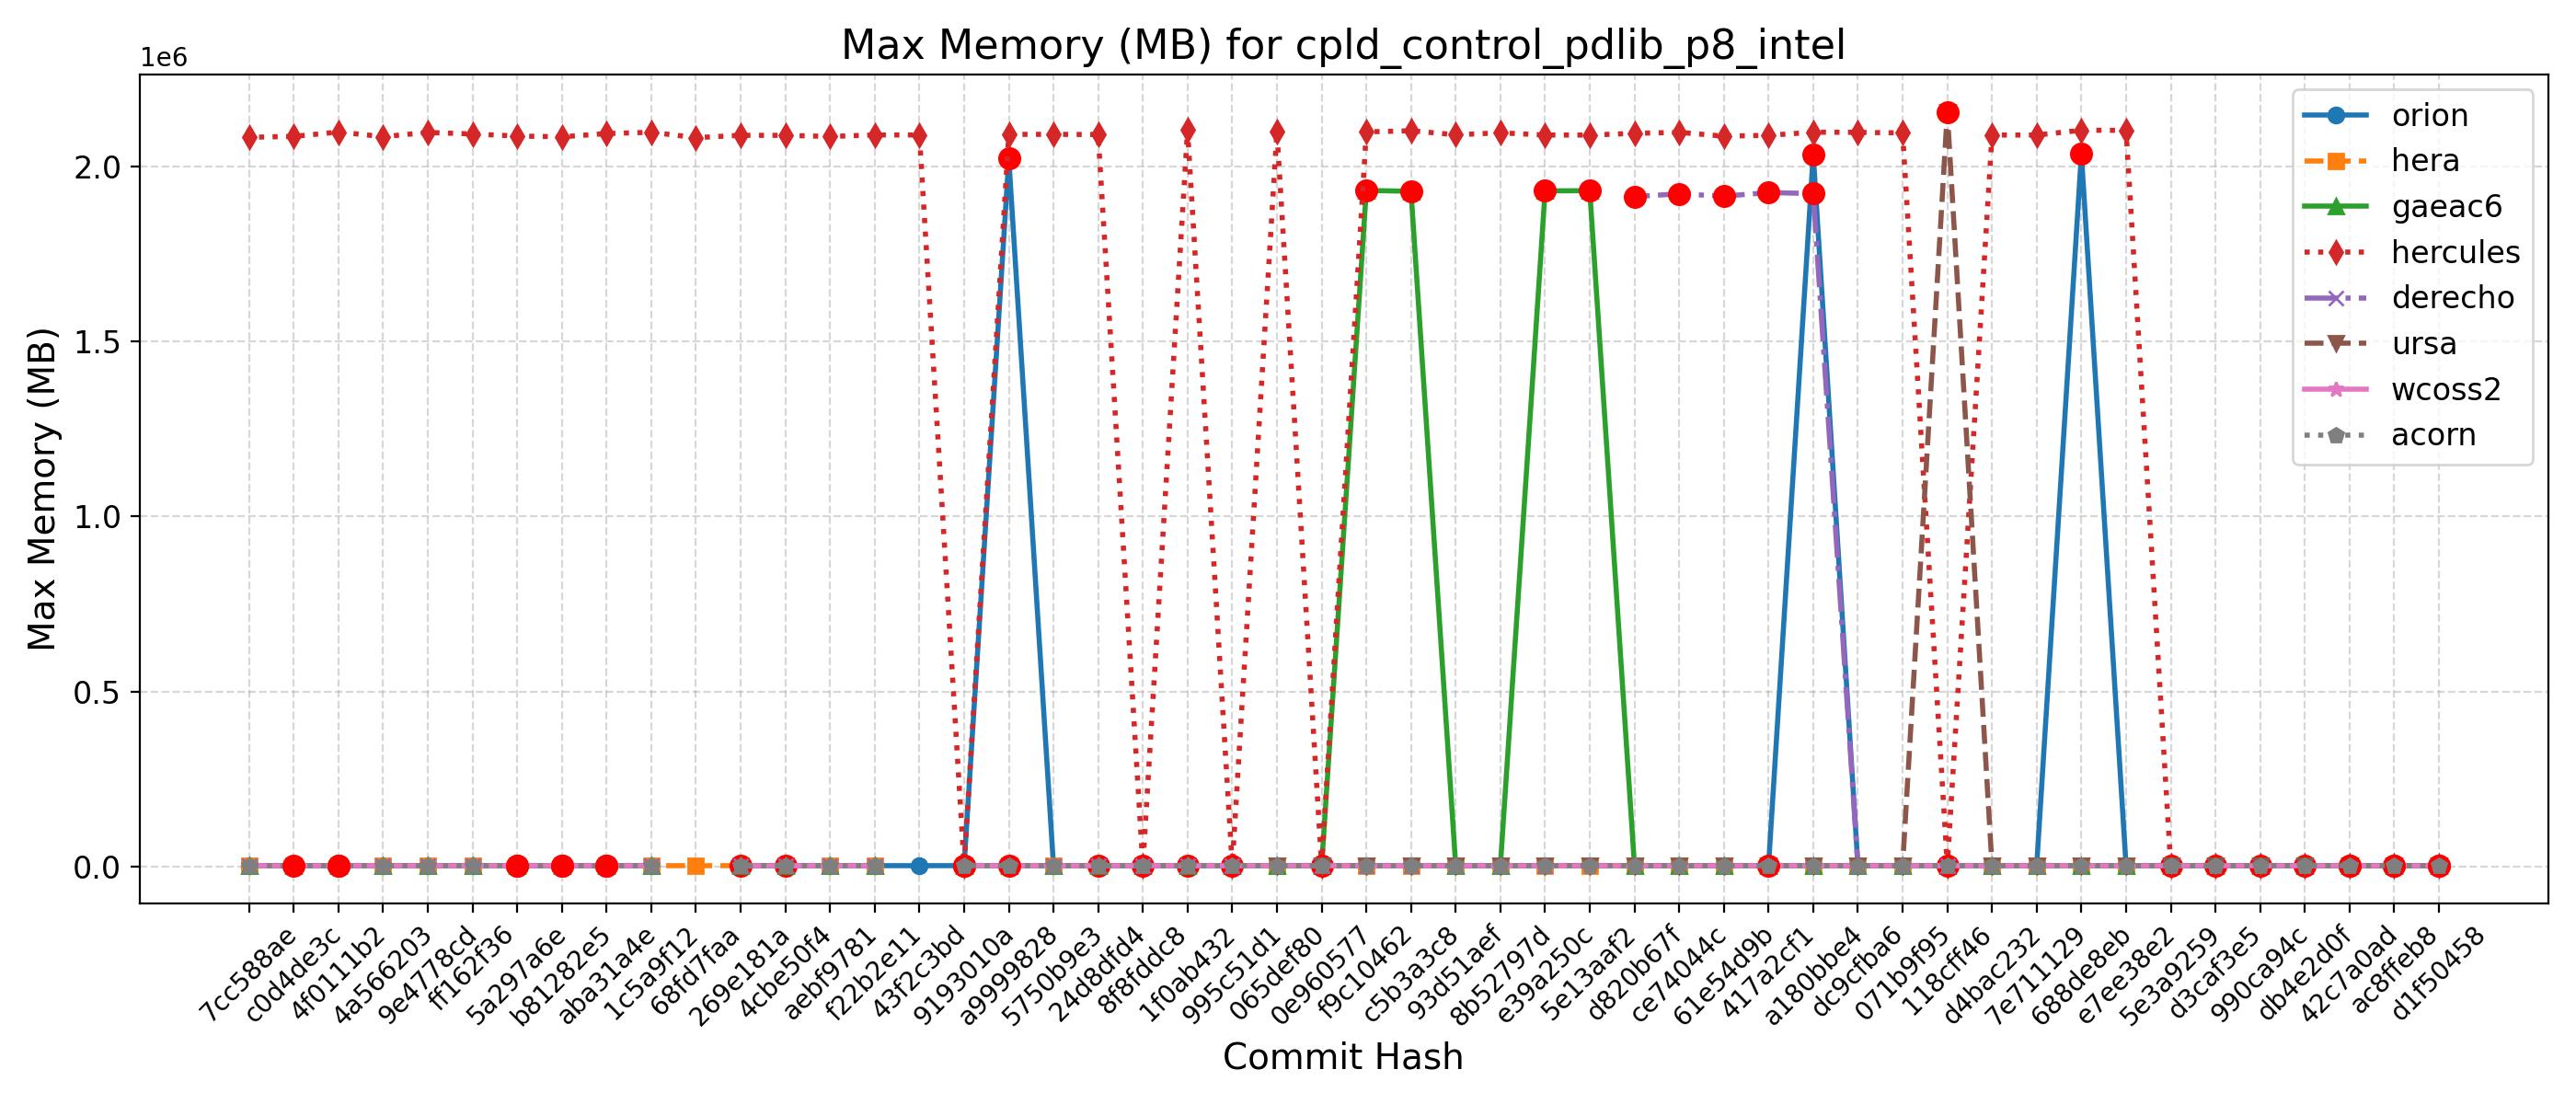 Max Memory (MB) for cpld_control_pdlib_p8_intel
1e6
2.0
1.5
1.0
0.5
0.0
Max Memory (MB)
orion
hera
gaeac6
hercules
derecho
ursa
wcoss2
acorn
7cc588ae
c0d4de3c
4f0111b2
4a566203
9e4778cd
ff162f36
5a297a6e
b81282e5
aba31a4e
1c5a9f12
68fd7faa
269e181a
4cbe50f4
aebf9781
f22b2e11
43f2c3bd
9193010a
a9999828
5750b9e3
24d8dfd4
8f8fddc8
1f0ab432
995c51d1
065def80
0e960577
f9c10462
c5b3a3c8
93d51aef
8b52797d
e39a250c
5e13aaf2
d820b67f
ce74044c
61e54d9b
417a2cf1
a180bbe4
dc9cfba6
071b9f95
118cff46
d4bac232
7e711129
688de8eb
e7ee38e2
5e3a9259
d3caf3e5
990ca94c
db4e2d0f
42c7a0ad
ac8ffeb8
d1f50458
Commit Hash